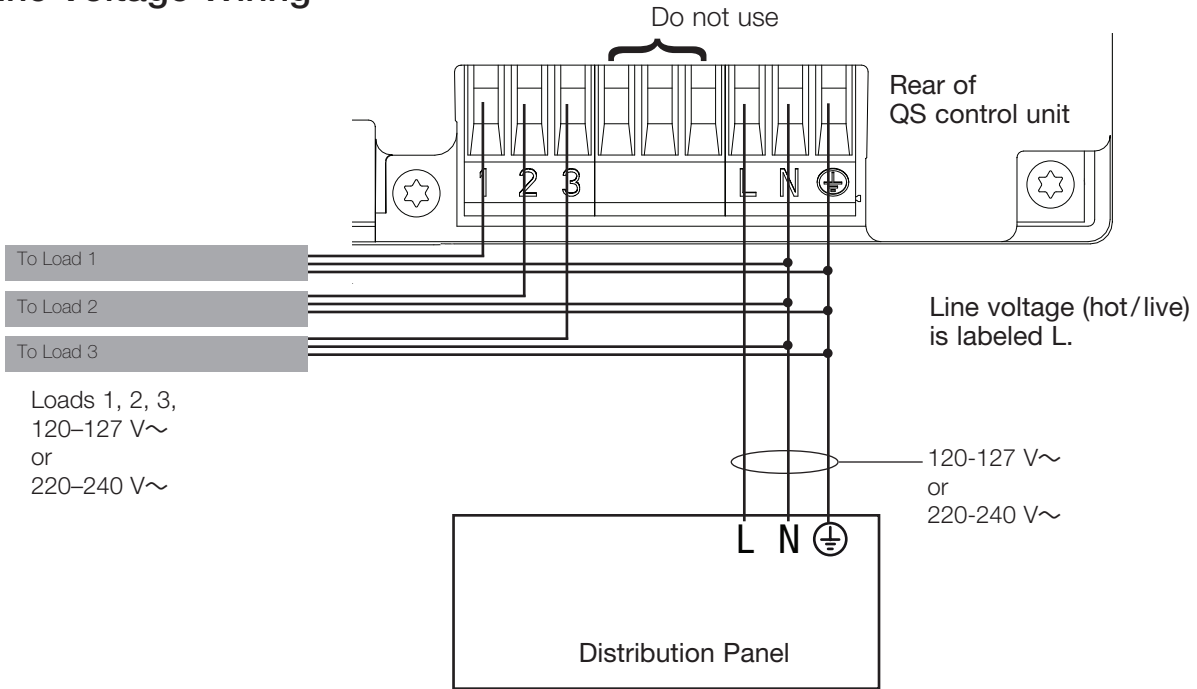 Voltage Wiring
Do not use
Rear of
QS control unit
1 2 3 L N
To Load 1
To Load 2
To Load 3
Line voltage (hot/live)
is labeled L.
Loads 1, 2, 3,
120–127 V~
or
220–240 V~
120-127 V~
or
220-240 V~
L N
Distribution Panel